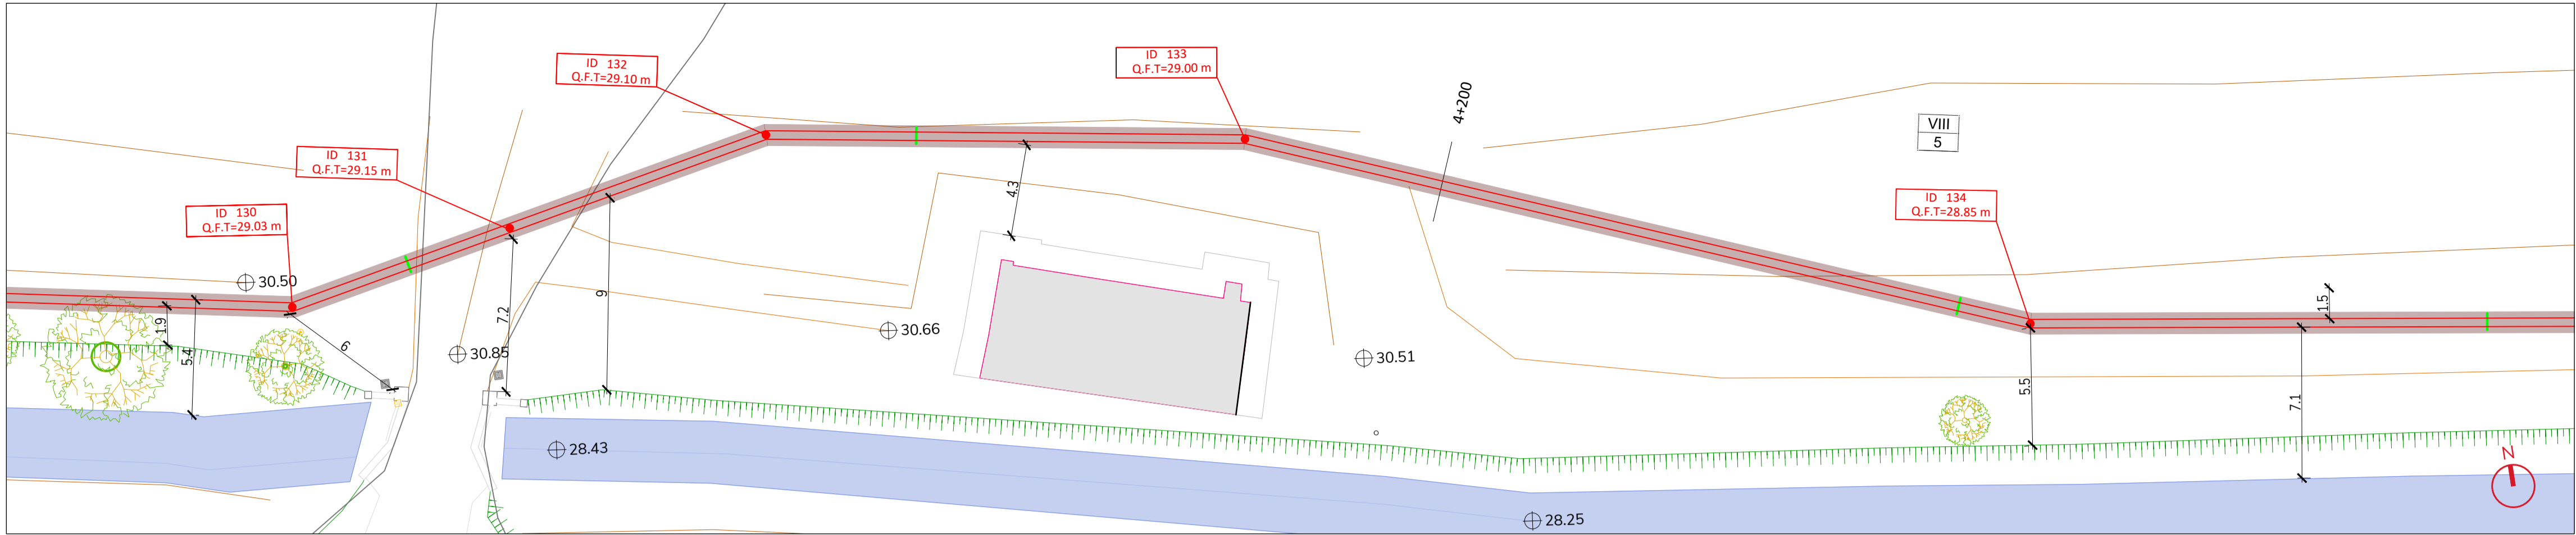 ID 132
Q.F.T=29.10 m
ID 133
Q.F.T=29.00 m
4+200
VIII
5
ID 131
Q.F.T=29.15 m
ID 130
Q.F.T=29.03 m
ID 134
Q.F.T=28.85 m
4.3
30.50
9
1.9
5.4
6
7.2
30.85
30.66
30.51
1.5
5.5
7.1
28.43
28.25
N